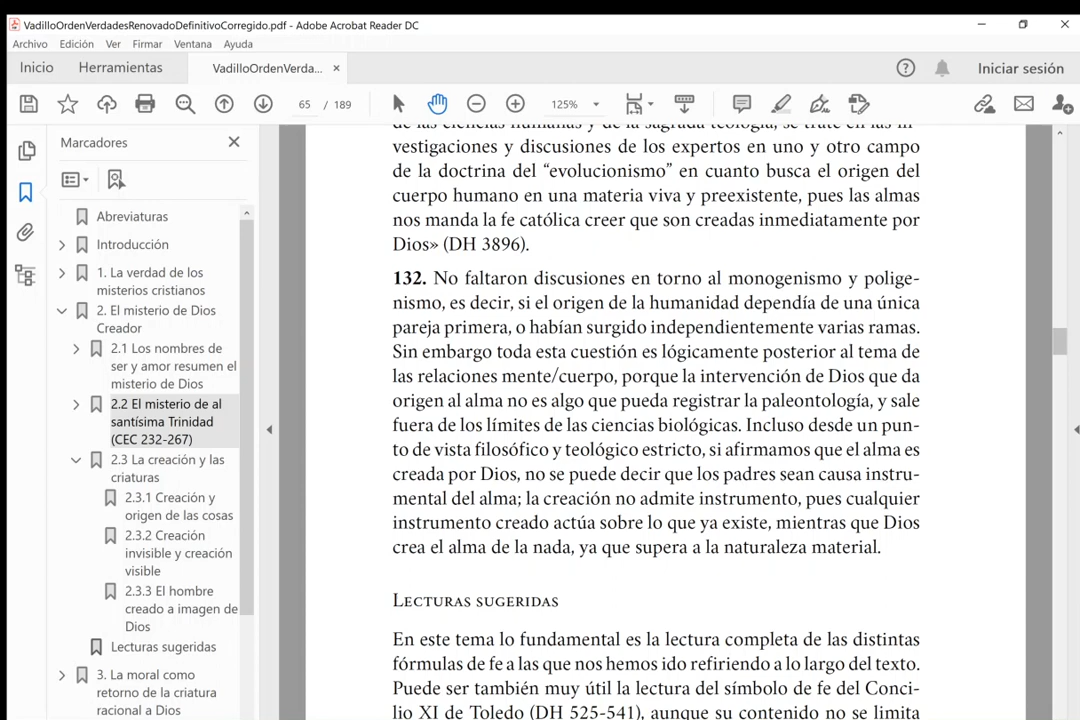 VadilloOrdenVerdadesRenovadoDefinitivoCorregido.pdf - Adobe Acrobat Reader DC
Archivo Edición Ver Firmar Ventana Ayuda
Inicio Herramientas VadilloOrdenVerda... × Iniciar sesión
65 / 189 125%
Marcadores
Abreviaturas
Introducción
1. La verdad de los
misterios cristianos
2. El misterio de Dios
Creador
2.1 Los nombres de
ser y amor resumen el
misterio de Dios
2.2 El misterio de al
santísima Trinidad
(CEC 232-267)
2.3 La creación y las
criaturas
2.3.1 Creación y
origen de las cosas
2.3.2 Creación
invisible y creación
visible
2.3.3 El hombre
creado a imagen de
Dios
Lecturas sugeridas
3. La moral como
retorno de la criatura
racional a Dios
de las ciencias humanas y de la sagrada teología, se trate en las in-
vestigaciones y discusiones de los expertos en uno y otro campo
de la doctrina del “evolucionismo” en cuanto busca el origen del
cuerpo humano en una materia viva y preexistente, pues las almas
nos manda la fe católica creer que son creadas inmediatamente por
Dios» (DH 3896).
132. No faltaron discusiones en torno al monogenismo y polige-
nismo, es decir, si el origen de la humanidad dependía de una única
pareja primera, o habían surgido independientemente varias ramas.
Sin embargo toda esta cuestión es lógicamente posterior al tema de
las relaciones mente/cuerpo, porque la intervención de Dios que da
origen al alma no es algo que pueda registrar la paleontología, y sale
fuera de los límites de las ciencias biológicas. Incluso desde un pun-
to de vista filosófico y teológico estricto, si afirmamos que el alma es
creada por Dios, no se puede decir que los padres sean causa instru-
mental del alma; la creación no admite instrumento, pues cualquier
instrumento creado actúa sobre lo que ya existe, mientras que Dios
crea el alma de la nada, ya que supera a la naturaleza material.
LECTURAS SUGERIDAS
En este tema lo fundamental es la lectura completa de las distintas
fórmulas de fe a las que nos hemos ido refiriendo a lo largo del texto.
Puede ser también muy útil la lectura del símbolo de fe del Conci-
lio XI de Toledo (DH 525-541), aunque su contenido no se limita